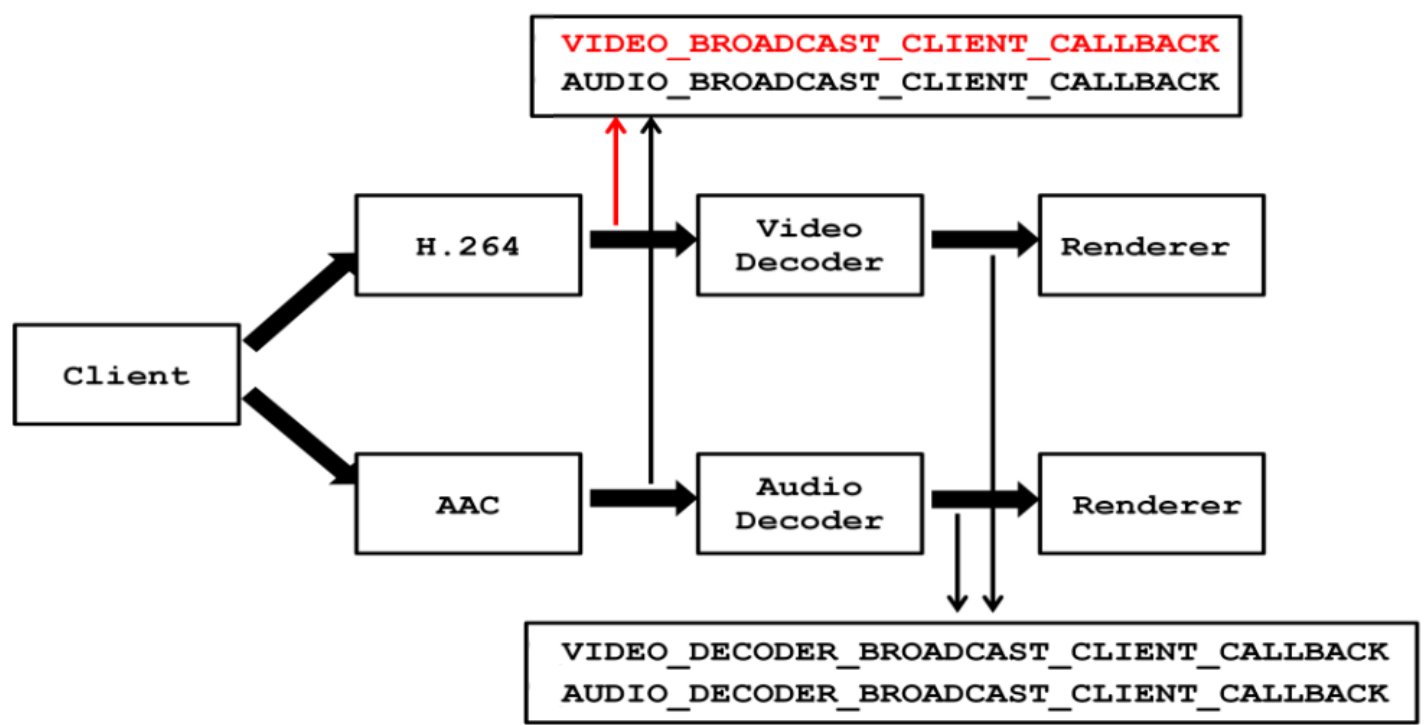 VIDEO_BROADCAST_CLIENT_CALLBACK
AUDIO_BROADCAST_CLIENT_CALLBACK
H.264
Video
Decoder
Renderer
Client
AAC
Audio
Decoder
Renderer
VIDEO_DECODER_BROADCAST_CLIENT_CALLBACK
AUDIO_DECODER_BROADCAST_CLIENT_CALLBACK